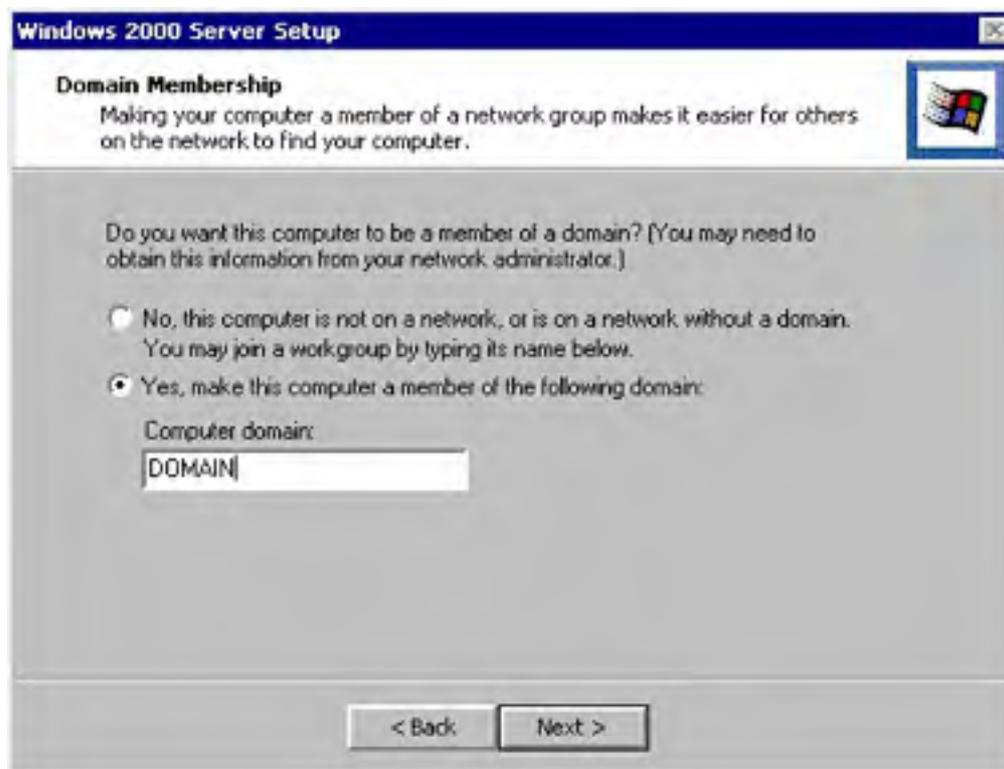 Windows 2000 Server Setup
Domain Membership
Making your computer a member of a network group makes it easier for others
on the network to find your computer.
Do you want this computer to be a member of a domain? (You may need to
obtain this information from your network administrator.)
No, this computer is not on a network, or is on a network without a domain.
You may join a workgroup by typing its name below.
Yes, make this computer a member of the following domain:
Computer domain:
DOMAIN
< Back
Next >